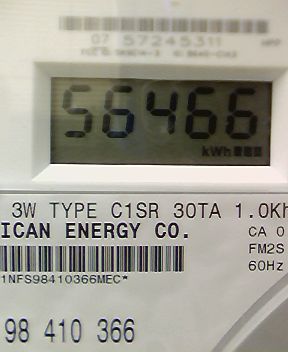 07 57245311
56466
kWh
3W TYPE C1SR 30TA 1.0Kh
ICAN ENERGY CO.
CA 0
FM2S
60Hz
1NFS98410366MEC*
98 410 366